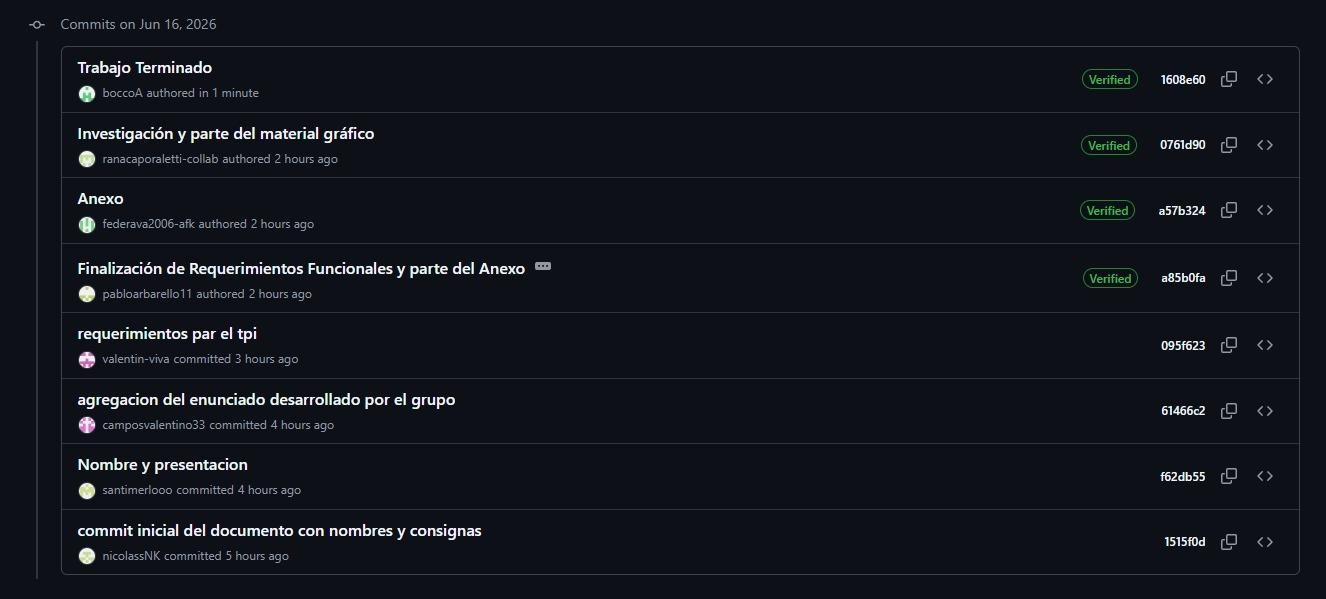 Commits on Jun 16, 2026
Trabajo Terminado
boccoA authored in 1 minute
Verified
1608e60
Investigación y parte del material gráfico
ranacaporaletti-collab authored 2 hours ago
Verified
0761d90
Anexo
federava2006-afk authored 2 hours ago
Verified
a57b324
Finalización de Requerimientos Funcionales y parte del Anexo
pabloarbarello11 authored 2 hours ago
Verified
a85b0fa
requerimientos par el tpi
valentin-viva committed 3 hours ago
095f623
agregacion del enunciado desarrollado por el grupo
camposvalentino33 committed 4 hours ago
61466c2
Nombre y presentacion
santimerlooo committed 4 hours ago
f62db55
commit inicial del documento con nombres y consignas
nicolassNK committed 5 hours ago
1515f0d